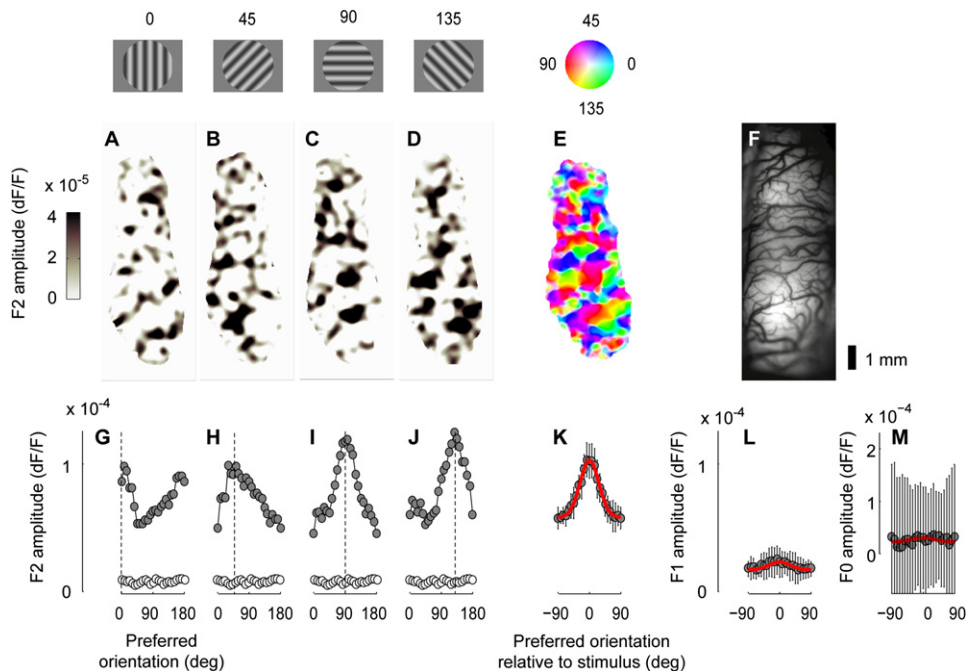 0 45 90 135 45
90 0
135
A B C D E F
F2 amplitude (dF/F)
x 10⁻⁵
4
2
0
1 mm
x 10⁻⁴ x 10⁻⁴ x 10⁻⁴
G H I J K L M
F2 amplitude (dF/F)
1
0
F1 amplitude (dF/F)
1
0
F0 amplitude (dF/F)
2
1
0
0 90 180 0 90 180 0 90 180 0 90 180 −90 0 90 −90 0 90 −90 0 90
Preferred orientation (deg)
Preferred orientation relative to stimulus (deg)